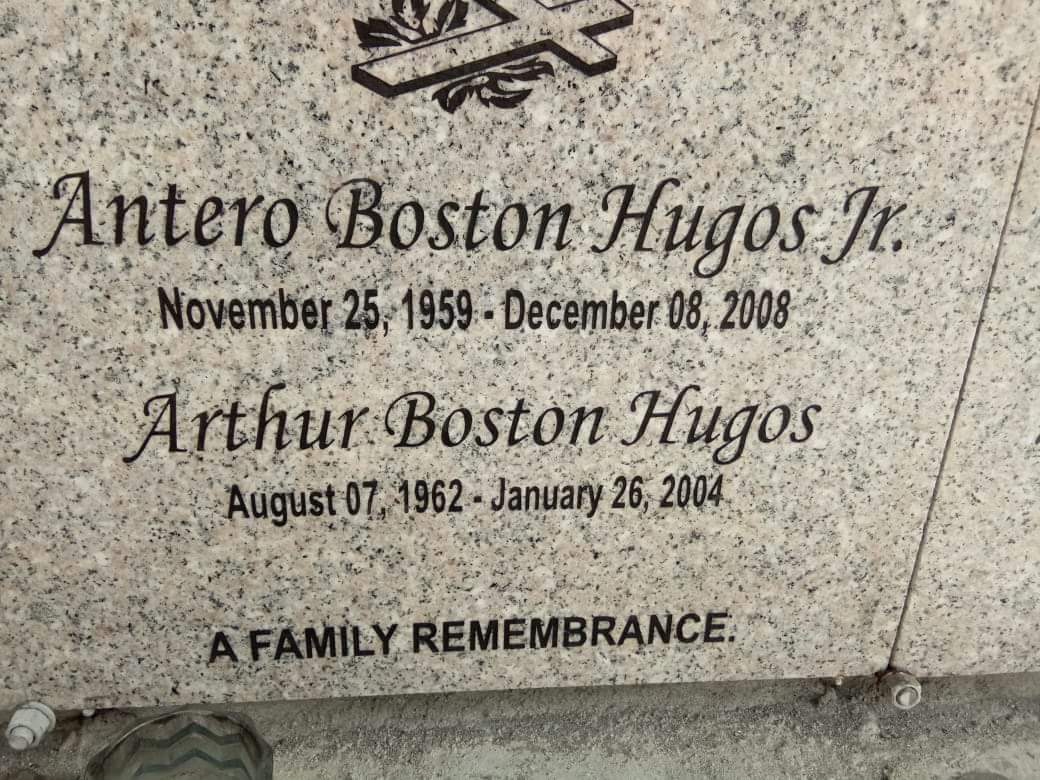 Antero Boston Hugos Jr.
November 25, 1959 - December 08, 2008
Arthur Boston Hugos
August 07, 1962 - January 26, 2004
A FAMILY REMEMBRANCE.